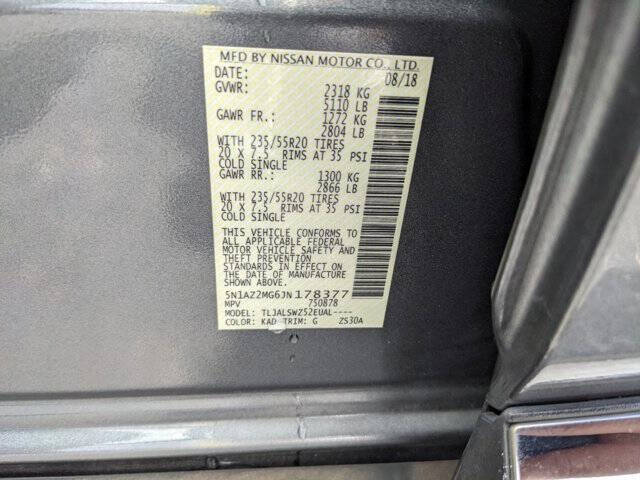 MFD BY NISSAN MOTOR CO., LTD.
DATE: 08/18
GVWR: 2318 KG
5110 LB
GAWR FR.: 1272 KG
2804 LB
WITH 235/55R20 TIRES
20 X 7.5 RIMS AT 35 PSI
COLD SINGLE
GAWR RR.: 1300 KG
2866 LB
WITH 235/55R20 TIRES
20 X 7.5 RIMS AT 35 PSI
COLD SINGLE
THIS VEHICLE CONFORMS TO
ALL APPLICABLE FEDERAL
MOTOR VEHICLE SAFETY AND
THEFT PREVENTION
STANDARDS IN EFFECT ON
THE DATE OF MANUFACTURE
SHOWN ABOVE.
5N1AZ2MG6JN178377
MPV 750878
MODEL: TLJALSWZ52EUAL----
COLOR: KAD TRIM: G ZS30A